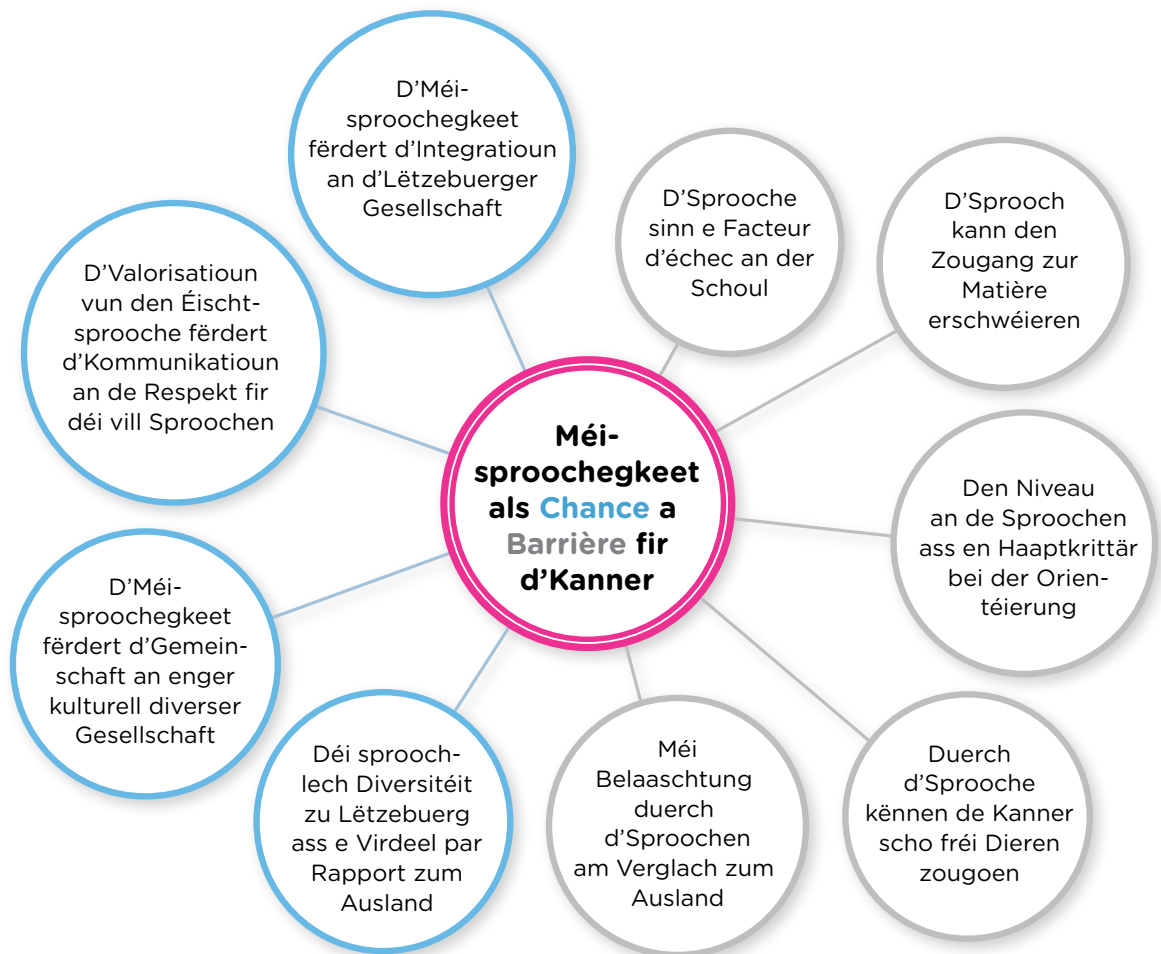 D'Méi-
sproochegkeet
fërdert d'Integratioun
an d'Lëtzebuerger
Gesellschaft
D'Sprooche
sinn e Facteur
d'échec an der
Schoul
D'Sprooch
kann den
Zougang zur
Matière
erschwéieren
D'Valorisatioun
vun den Éischt-
sprooche fërdert
d'Kommunikatioun
an de Respekt fir
déi vill Sproochen
Méi-
sproochegkeet
als Chance a
Barrière fir
d'Kanner
Den Niveau
an de Sproochen
ass en Haaptkrittär
bei der Orien-
téierung
D'Méi-
sproochegkeet
fërdert d'Gemein-
schaft an enger
kulturell diverser
Gesellschaft
Déi sprooch-
lech Diversitéit
zu Lëtzebuerg
ass e Virdeel par
Rapport zum
Ausland
Méi
Belaaschtung
duerch
d'Sproochen
am Verglach zum
Ausland
Duerch
d'Sprooche
kënnen de Kanner
scho fréi Dieren
zougoen